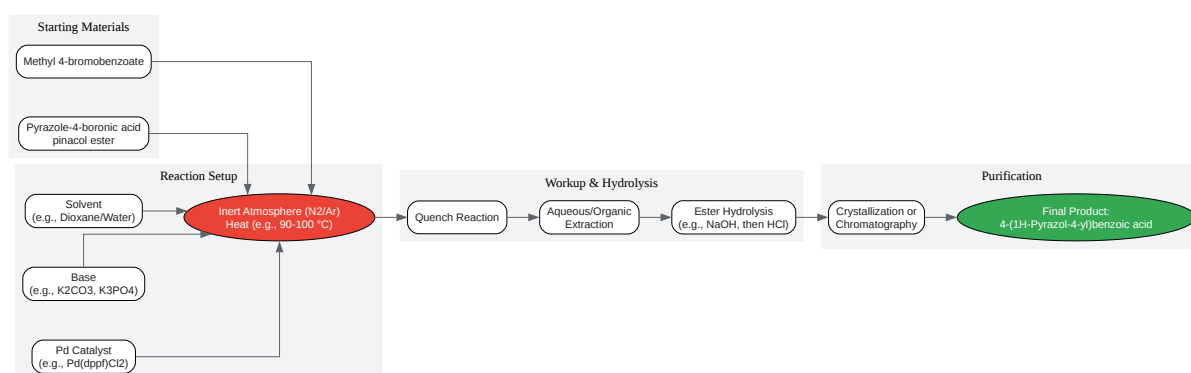 Starting Materials
Methyl 4-bromobenzoate
Pyrazole-4-boronic acid
pinacol ester
Reaction Setup
Solvent
(e.g., Dioxane/Water)
Inert Atmosphere (N2/Ar)
Heat (e.g., 90-100 °C)
Base
(e.g., K2CO3, K3PO4)
Pd Catalyst
(e.g., Pd(dppf)Cl2)
Workup & Hydrolysis
Quench Reaction
Aqueous/Organic
Extraction
Ester Hydrolysis
(e.g., NaOH, then HCl)
Purification
Crystallization or
Chromatography
Final Product:
4-(1H-Pyrazol-4-yl)benzoic acid